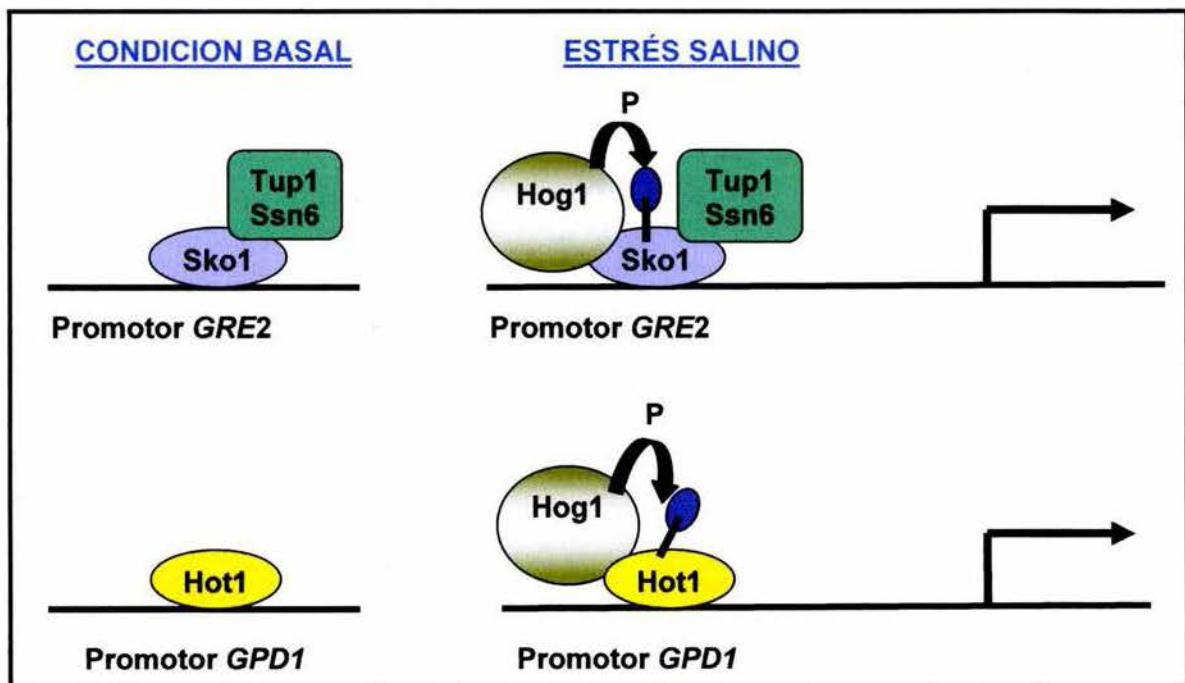 CONDICION BASAL
ESTRÉS SALINO
P
Tup1
Ssn6
Sko1
Hog1
Tup1
Ssn6
Sko1
Promotor GRE2
Promotor GRE2
P
Hog1
Hot1
Hot1
Promotor GPD1
Promotor GPD1